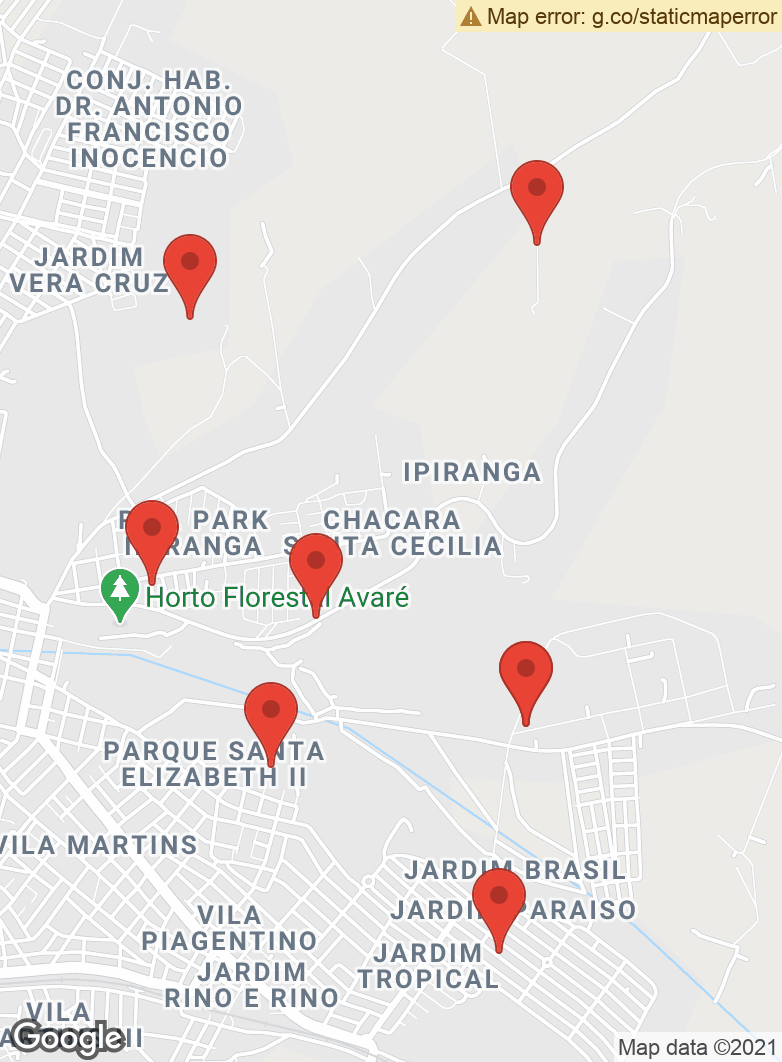 Map error: g.co/staticmaperror
CONJ. HAB.
DR. ANTONIO
FRANCISCO
INOCENCIO
JARDIM
VERA CRUZ
IPIRANGA
PARK
CHACARA
SANTA CECILIA
Horto Florestal Avaré
PARQUE SANTA
ELIZABETH II
VILA MARTINS
JARDIM BRASIL
JARDIM PARAISO
VILA
PIAGENTINO
JARDIM
TROPICAL
JARDIM
RINO E RINO
VILA
Google
Map data ©2021